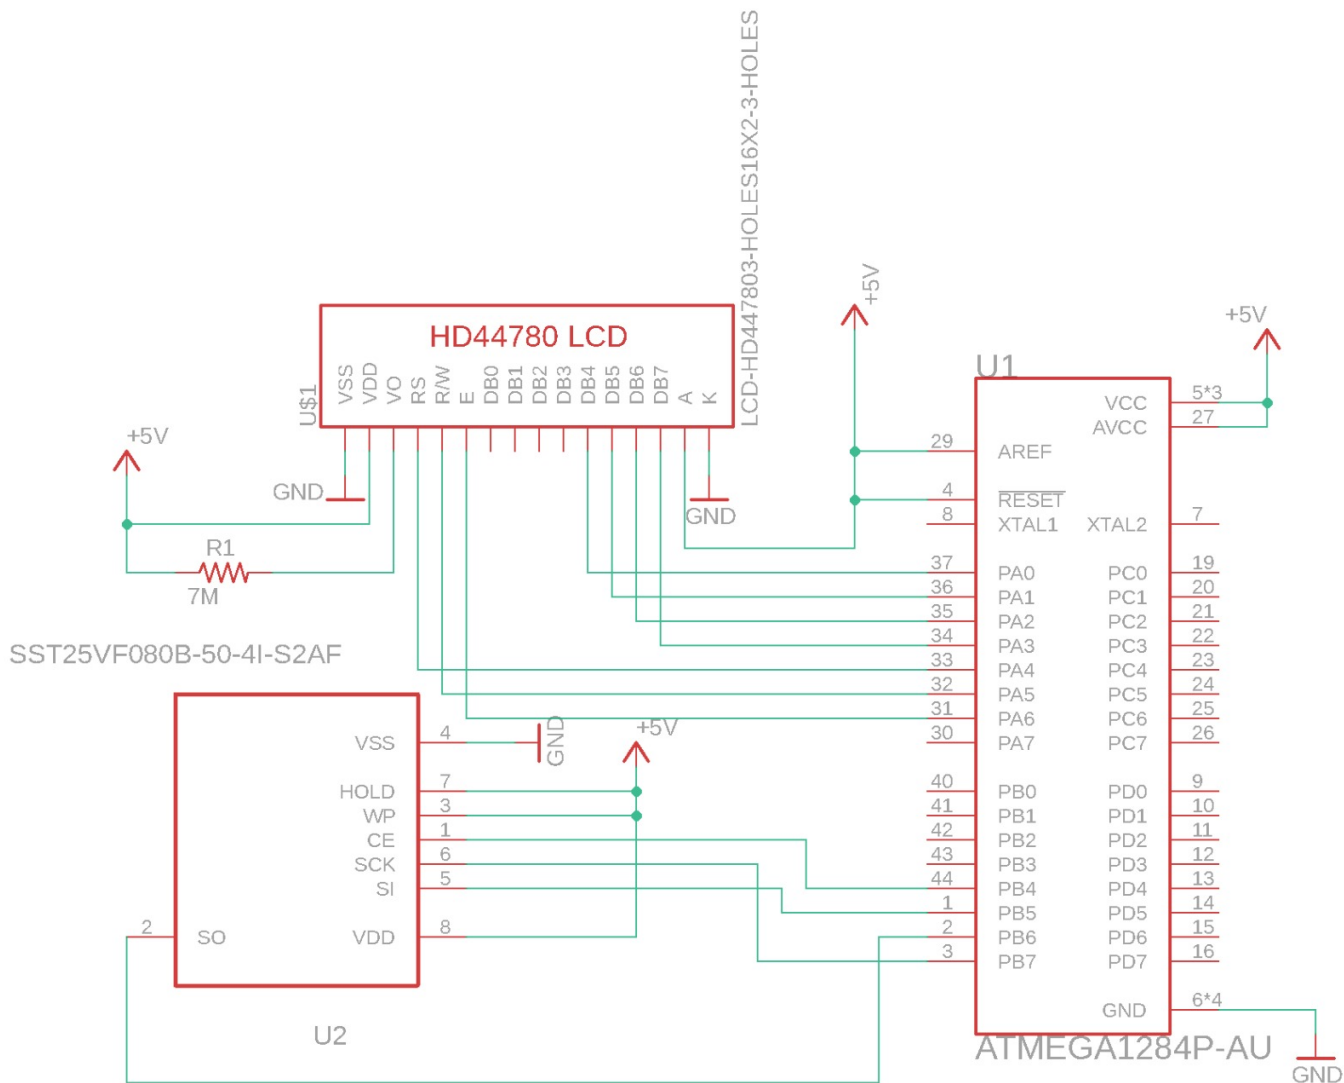 LCD-HD447803-HOLES16X2-3-HOLES
+5V
+5V
HD44780 LCD
U$1
VSS
VDD
VO
RS
R/W
E
DB0
DB1
DB2
DB3
DB4
DB5
DB6
DB7
A
K
GND
GND
+5V
R1
7M
U1
VCC 5*3
AVCC 27
29 AREF
4 RESET
8 XTAL1 XTAL2 7
37 PA0 PC0 19
36 PA1 PC1 20
35 PA2 PC2 21
34 PA3 PC3 22
33 PA4 PC4 23
32 PA5 PC5 24
31 PA6 PC6 25
30 PA7 PC7 26
40 PB0 PD0 9
41 PB1 PD1 10
42 PB2 PD2 11
43 PB3 PD3 12
44 PB4 PD4 13
1 PB5 PD5 14
2 PB6 PD6 15
3 PB7 PD7 16
GND 6*4
ATMEGA1284P-AU
GND
SST25VF080B-50-4I-S2AF
VSS 4
GND
+5V
HOLD 7
WP 3
CE 1
SCK 6
SI 5
2 SO VDD 8
U2